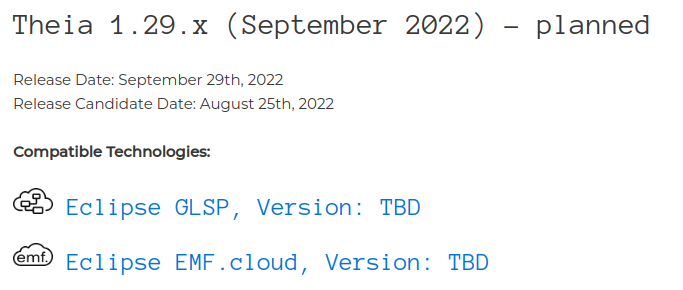 Theia 1.29.x (September 2022) – planned
Release Date: September 29th, 2022
Release Candidate Date: August 25th, 2022
Compatible Technologies:
Eclipse GLSP, Version: TBD
emf. Eclipse EMF.cloud, Version: TBD